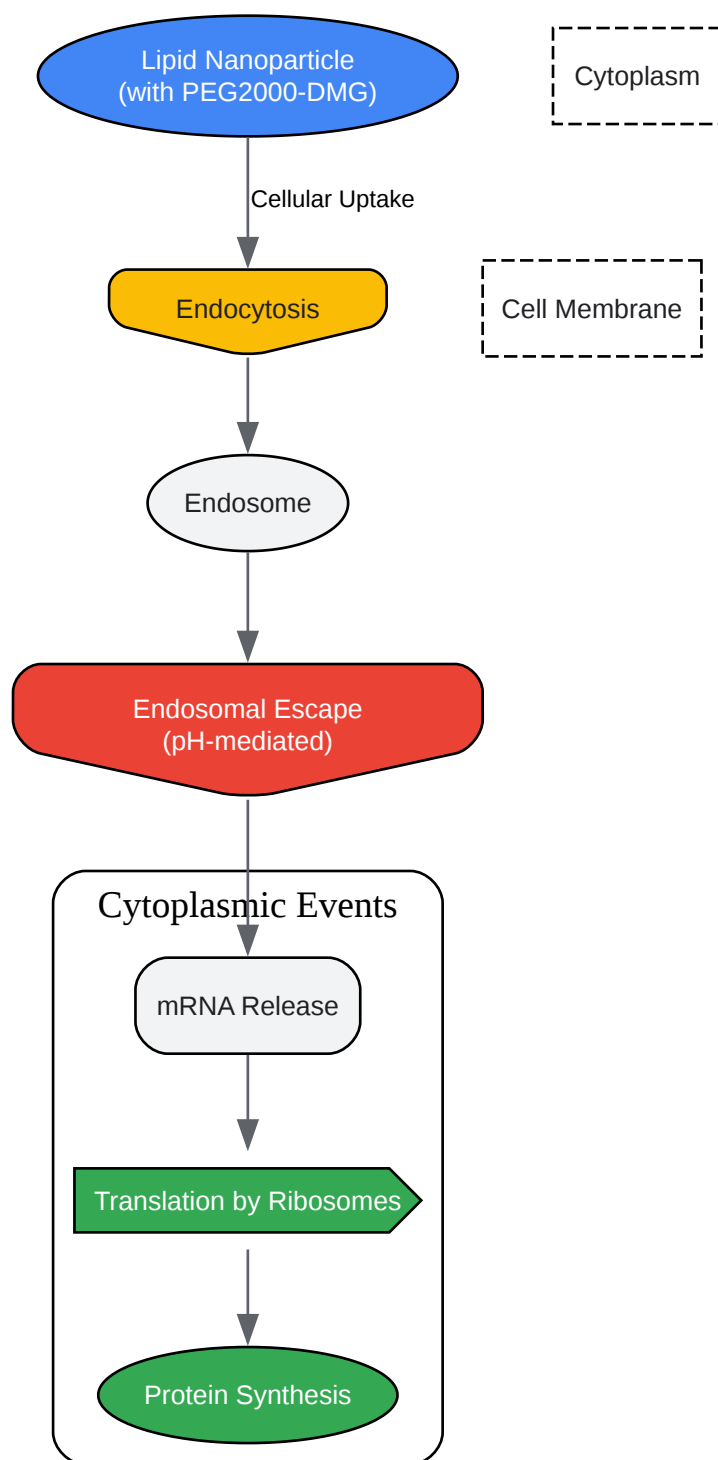 Lipid Nanoparticle
(with PEG2000-DMG)
Cytoplasm
Cellular Uptake
Endocytosis
Cell Membrane
Endosome
Endosomal Escape
(pH-mediated)
Cytoplasmic Events
mRNA Release
Translation by Ribosomes
Protein Synthesis